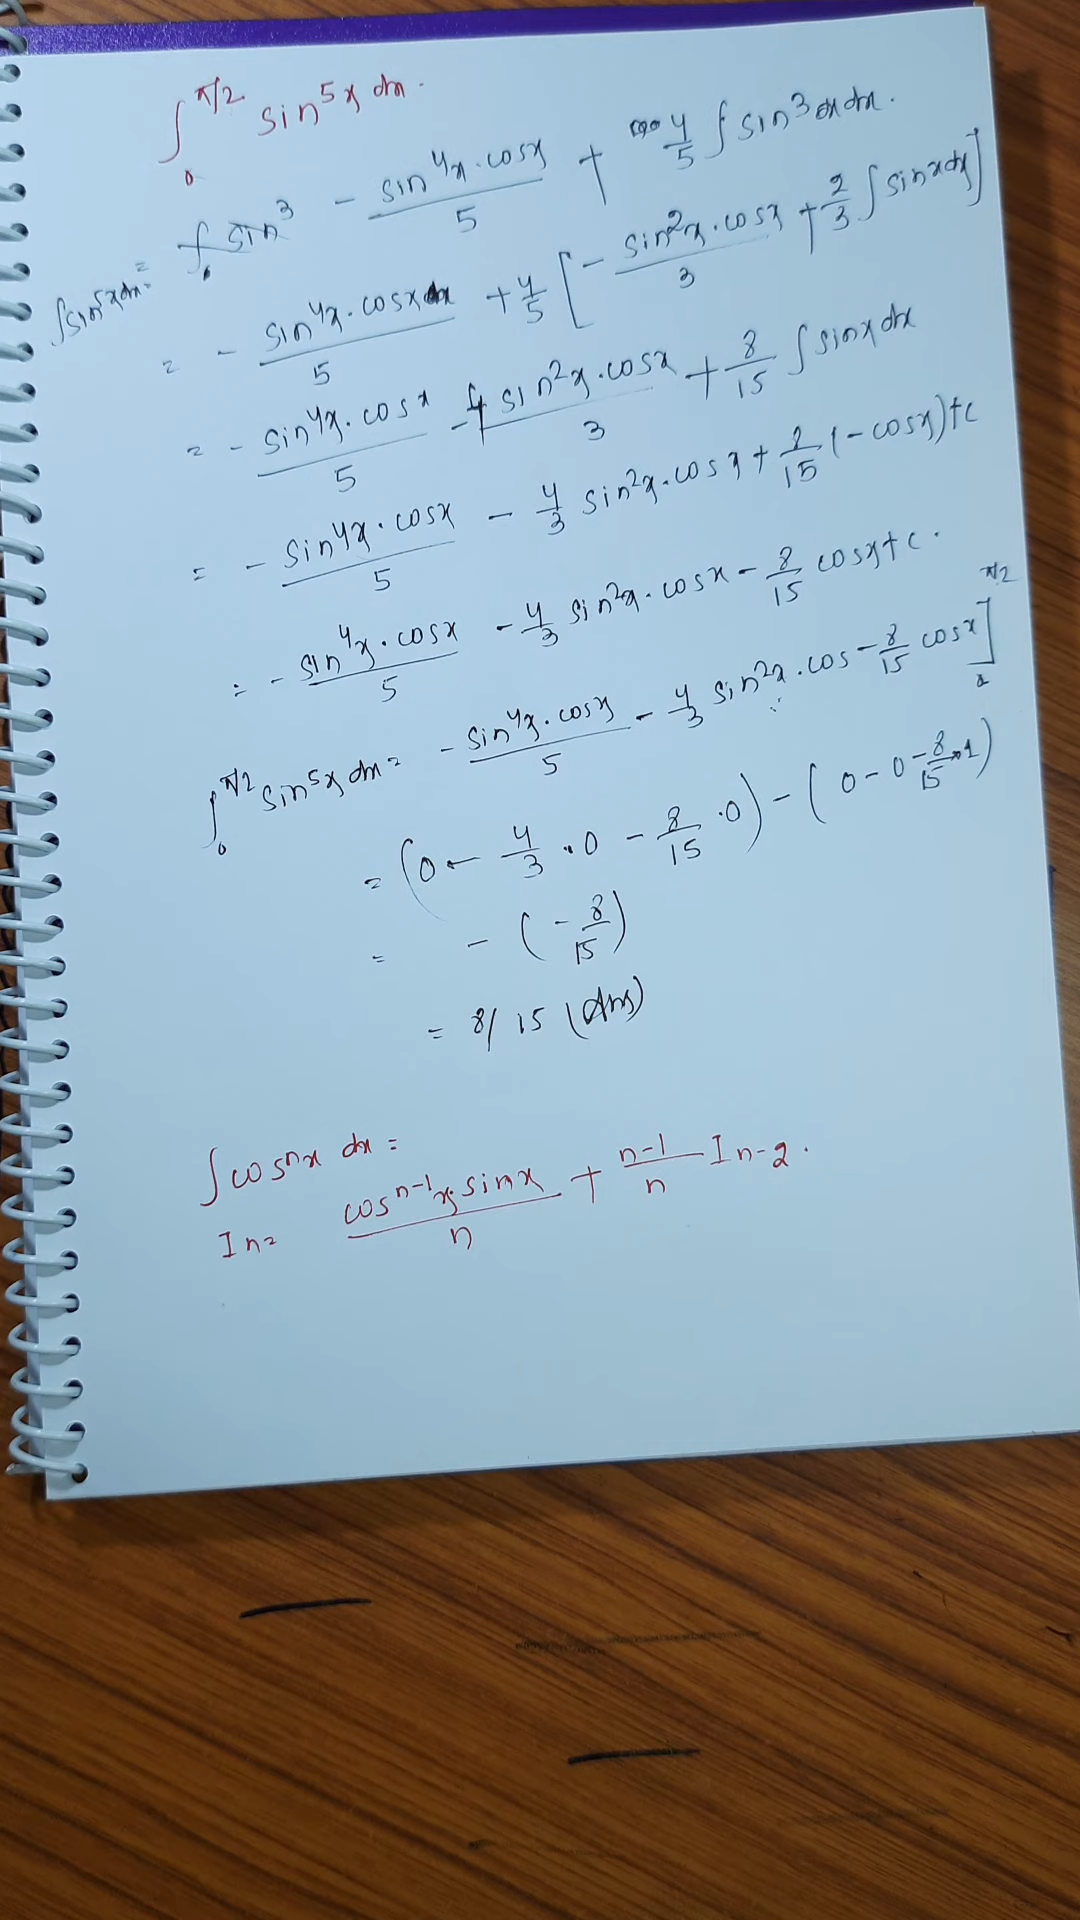 ∫₀^π/2 sin⁵x dx.
∫sin⁵x dx = - sin⁴x·cosx/5 + 4/5 ∫ sin³x dx.
= - sin⁴x·cosx/5 + 4/5 [- sin²x·cosx/3 + 2/3 ∫ sinx dx]
= - sin⁴x·cosx/5 - 4 sin²x·cosx/3 + 8/15 ∫ sinx dx
= - sin⁴x·cosx/5 - 4/3 sin²x·cosx + 8/15 (-cosx)+c
= - sin⁴x·cosx/5 - 4/3 sin²x·cosx - 8/15 cosx+c.
∫₀^π/2 sin⁵x dx = - sin⁴x·cosx/5 - 4/3 sin²x·cos - 8/15 cosx]₀^π/2
= (0 - 4/3·0 - 8/15·0) - (0-0-8/15·1)
= - (-8/15)
= 8/15 (Ans)
∫cosⁿx dx =
In= cosⁿ⁻¹x·sinx/n + n-1/n In-2.